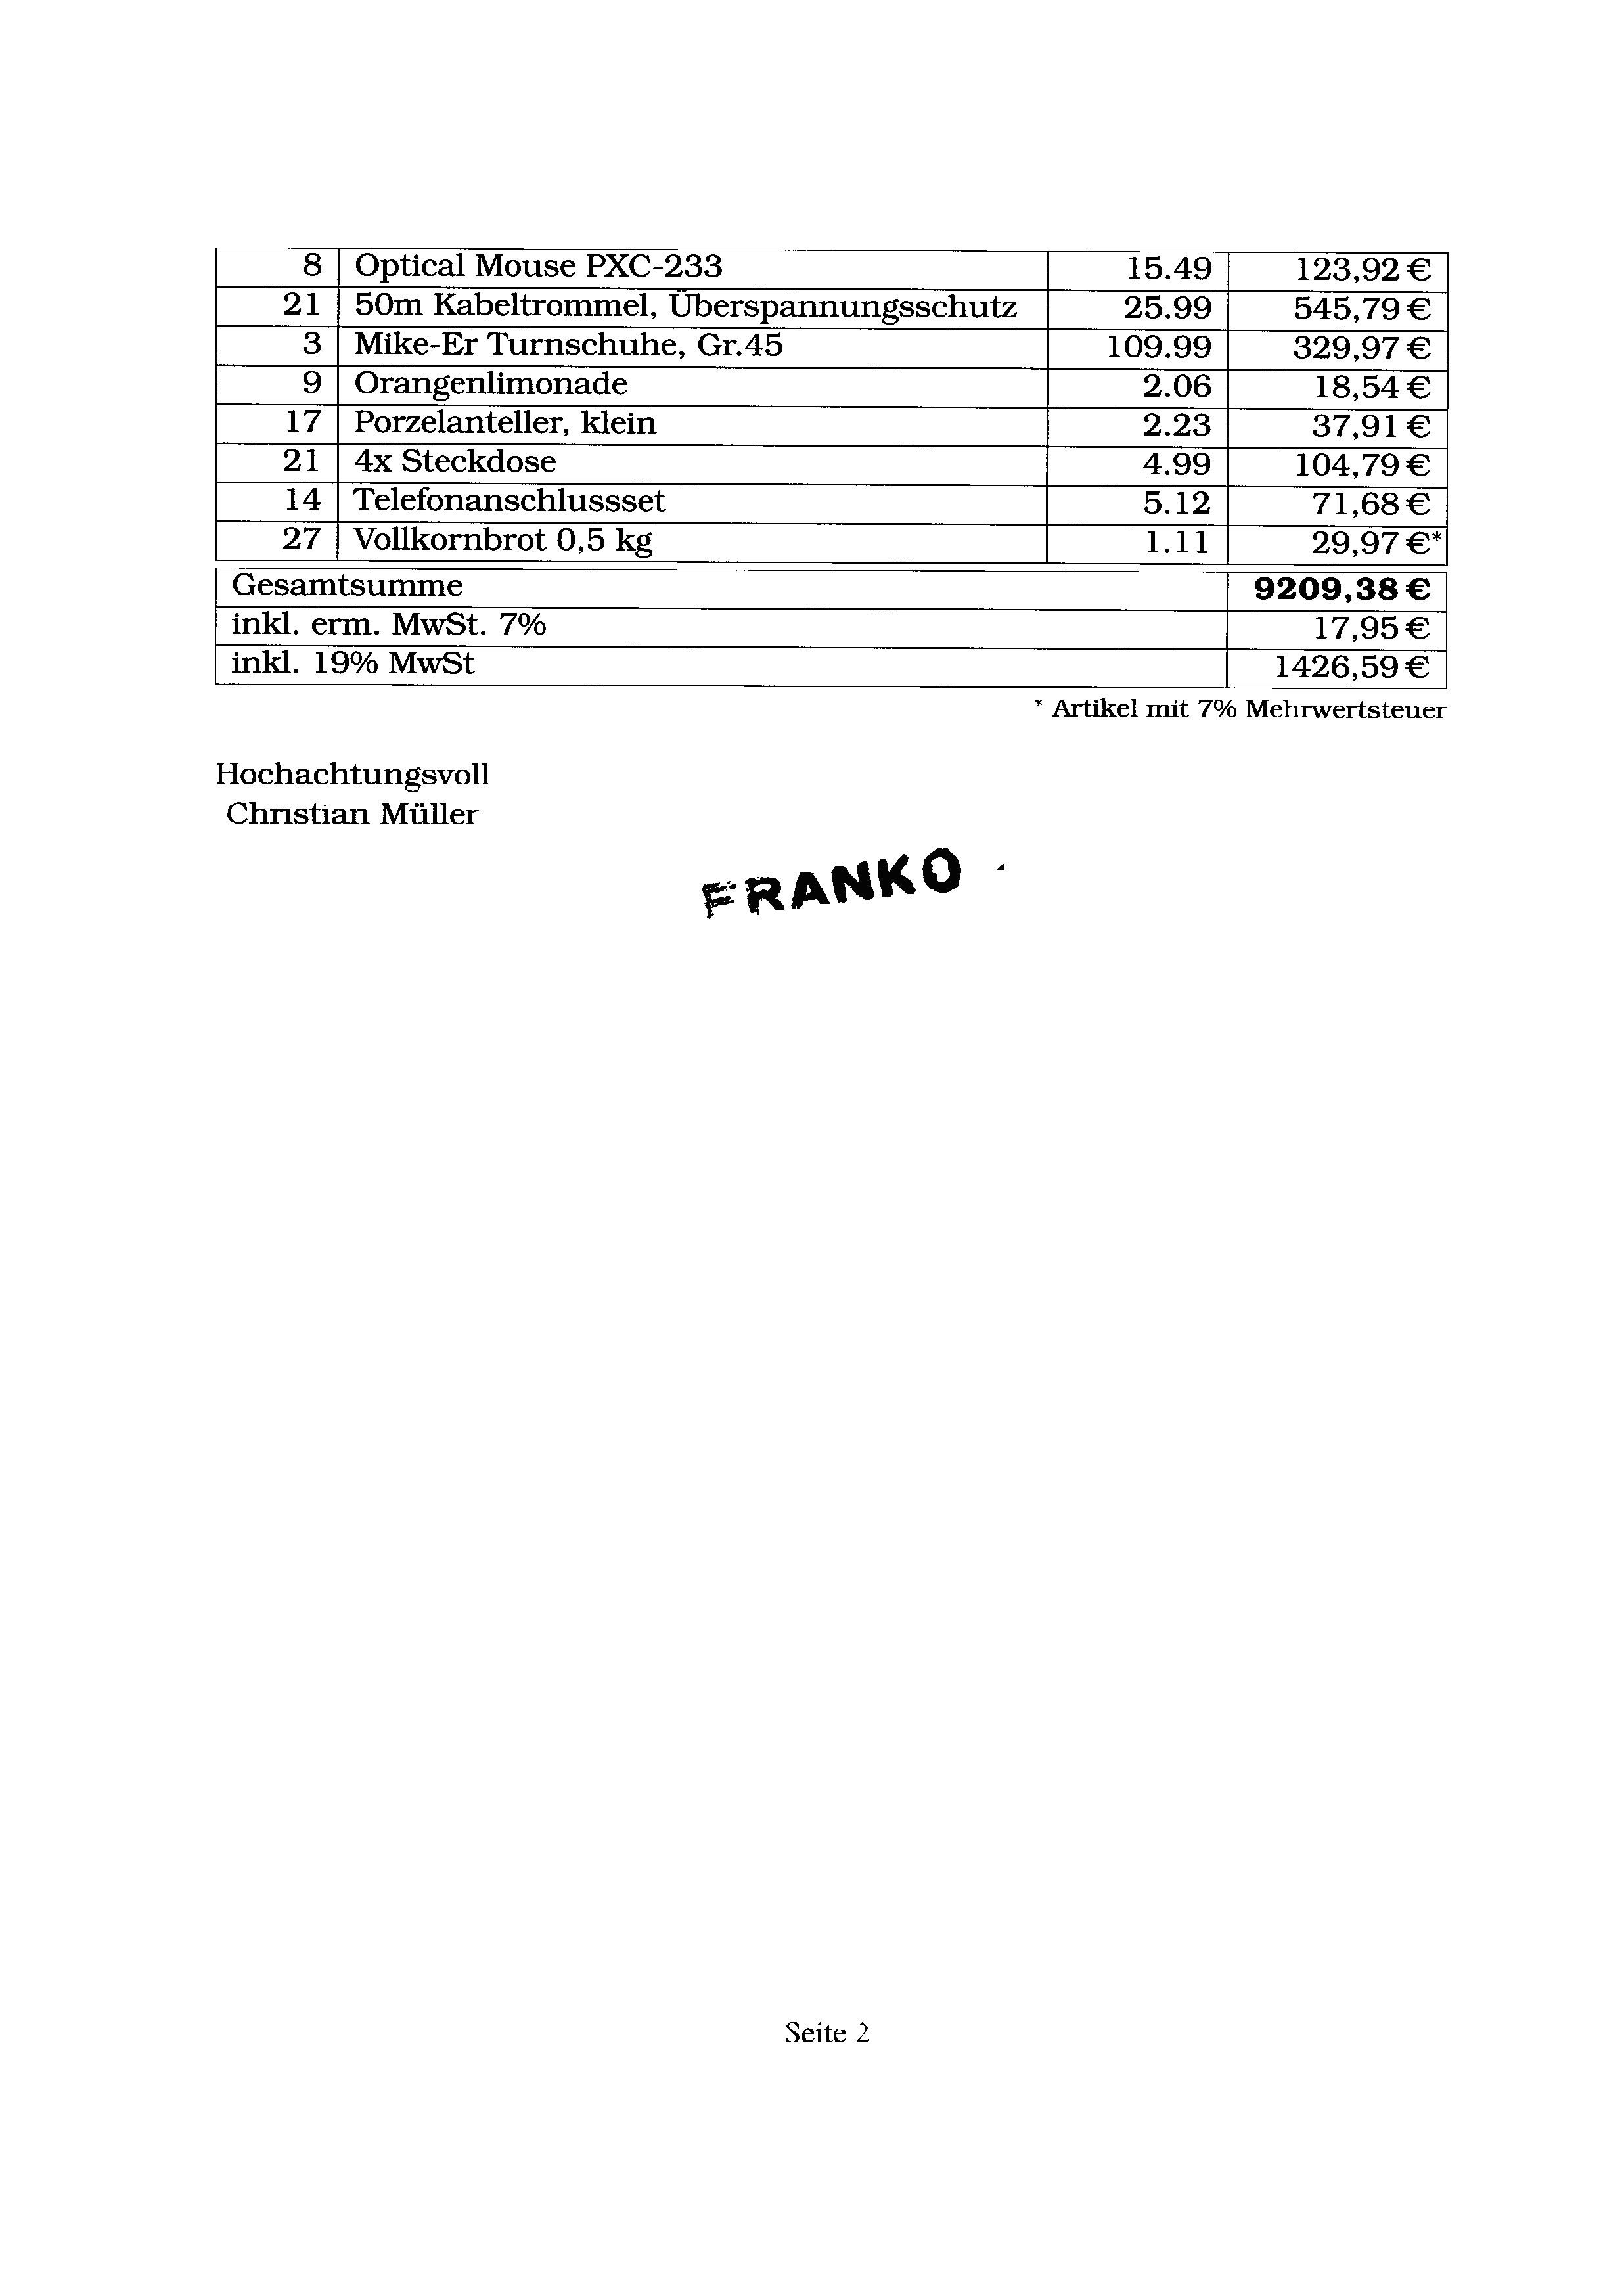 8 Optical Mouse PXC-233 15.49 123,92 €
21 50m Kabeltrommel, Überspannungsschutz 25.99 545,79 €
3 Mike-Er Turnschuhe, Gr.45 109.99 329,97 €
9 Orangenlimonade 2.06 18,54 €
17 Porzelanteller, klein 2.23 37,91 €
21 4x Steckdose 4.99 104,79 €
14 Telefonanschlussset 5.12 71,68 €
27 Vollkornbrot 0,5 kg 1.11 29,97 €*
Gesamtsumme 9209,38 €
inkl. erm. MwSt. 7% 17,95 €
inkl. 19% MwSt 1426,59 €
* Artikel mit 7% Mehrwertsteuer
Hochachtungsvoll
Christian Müller
FRANKO
Seite 2